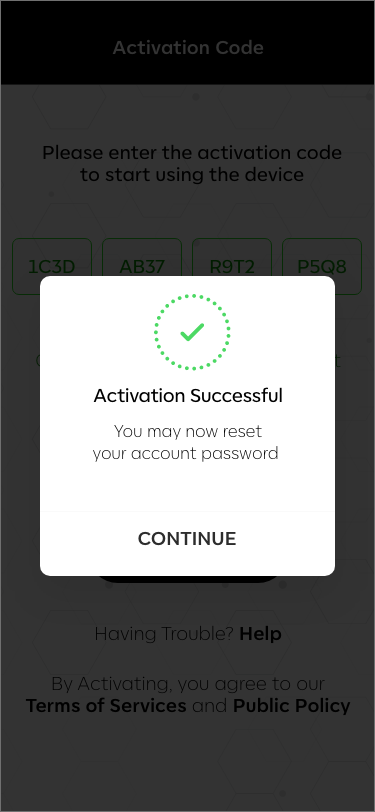 Activation Code
Please enter the activation code
to start using the device
1C3D AB37 R9T2 P5Q8
Activation Successful
You may now reset
your account password
CONTINUE
Having Trouble? Help
By Activating, you agree to our
Terms of Services and Public Policy